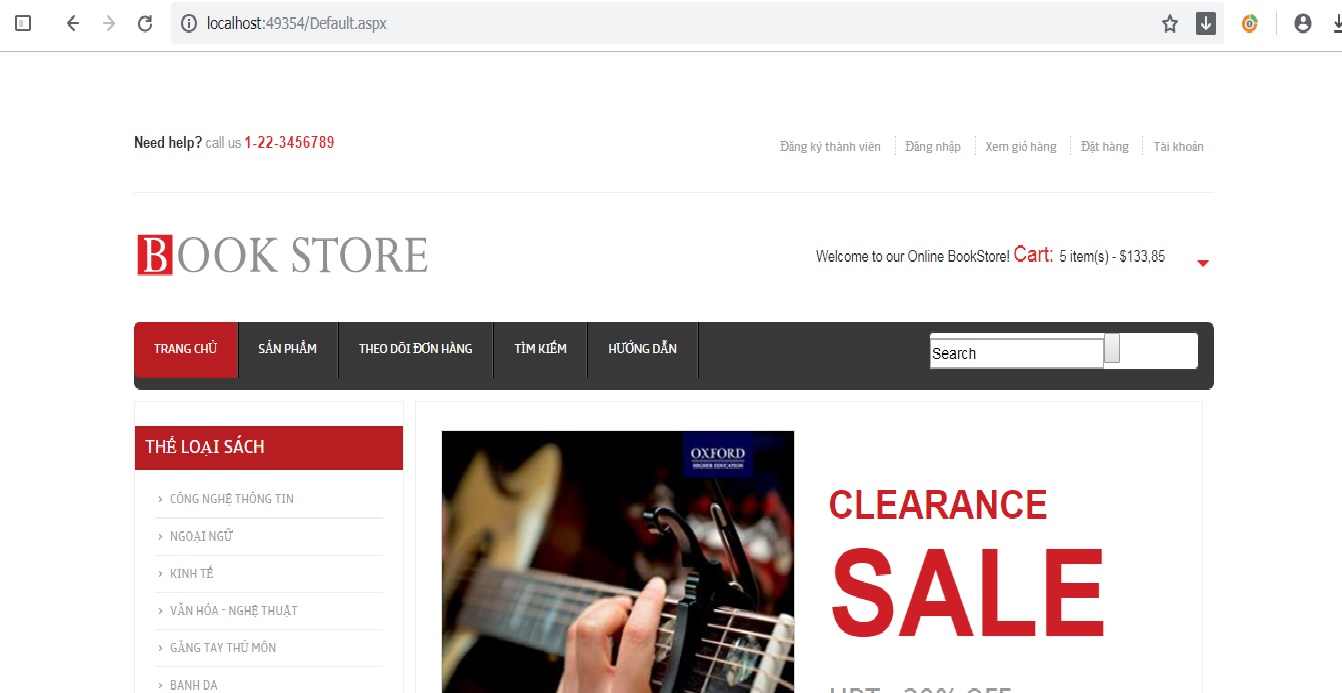 localhost:49354/Default.aspx
Need help? call us 1-22-3456789
Đăng ký thành viên Đăng nhập Xem giỏ hàng Đặt hàng Tài khoản
BOOK STORE
Welcome to our Online BookStore! Cart: 5 item(s) - $133,85
TRANG CHỦ SẢN PHẨM THEO DÕI ĐƠN HÀNG TÌM KIẾM HƯỚNG DẪN
Search
THỂ LOẠI SÁCH
CÔNG NGHỆ THÔNG TIN
NGOẠI NGỮ
KINH TẾ
VĂN HÓA - NGHỆ THUẬT
GĂNG TAY THỦ MÔN
BANH DA
OXFORD
HIGHER EDUCATION
CLEARANCE
SALE